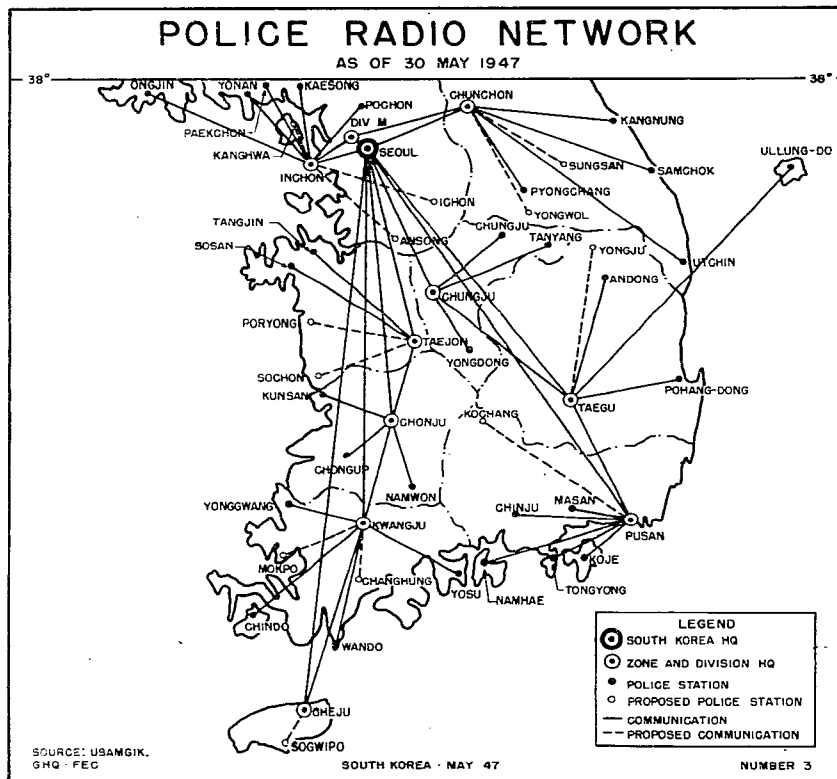 POLICE RADIO NETWORK
AS OF 30 MAY 1947
38°
38°
ONGJIN
YONAN
KAESONG
POCHON
CHUNCHON
DIV M
KANGNUNG
PAEKCHON
KANGHWA
SEOUL
SUNGSAN
SAMCHOK
ULLUNG-DO
INCHON
ICHON
PYONGCHANG
YONGWOL
TANGJIN
ANSONG
CHUNGJU
TANYANG
YONGJU
SOSAN
UTCHIN
ANDONG
CHUNGJU
PORYONG
TAEJON
YONGDONG
SOCHON
KUNSAN
TAEGU
POHANG-DONG
CHONJU
KOCHANG
CHONGUP
NAMWON
YONGGWANG
CHINJU
MASAN
KWANGJU
PUSAN
MOKPO
CHANGHUNG
YOSU
NAMHAE
TONGYONG
KOJE
CHINDO
WANDO
CHEJU
SOGWIPO
LEGEND
SOUTH KOREA HQ
ZONE AND DIVISION HQ
POLICE STATION
PROPOSED POLICE STATION
COMMUNICATION
PROPOSED COMMUNICATION
SOURCE: USAMGIK,
GHQ - FEC
SOUTH KOREA - MAY 47
NUMBER 3